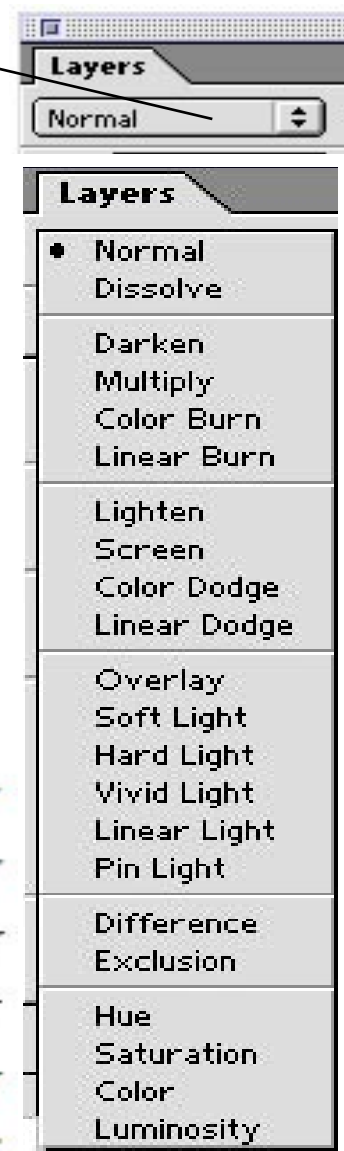 Layers
Normal
Layers
• Normal
Dissolve
Darken
Multiply
Color Burn
Linear Burn
Lighten
Screen
Color Dodge
Linear Dodge
Overlay
Soft Light
Hard Light
Vivid Light
Linear Light
Pin Light
Difference
Exclusion
Hue
Saturation
Color
Luminosity